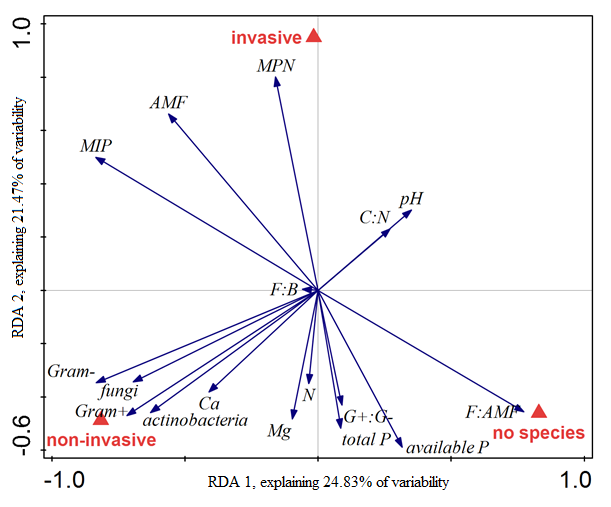 1.0
invasive
MPN
AMF
MIP
pH
C:N
F:B
RDA 2, explaining 21.47% of variability
Gram-
fungi
Gram+
actinobacteria
Ca
N
Mg
G+:G-
total P
available P
F:AMF
non-invasive
no species
-0.6
-1.0
RDA 1, explaining 24.83% of variability
1.0